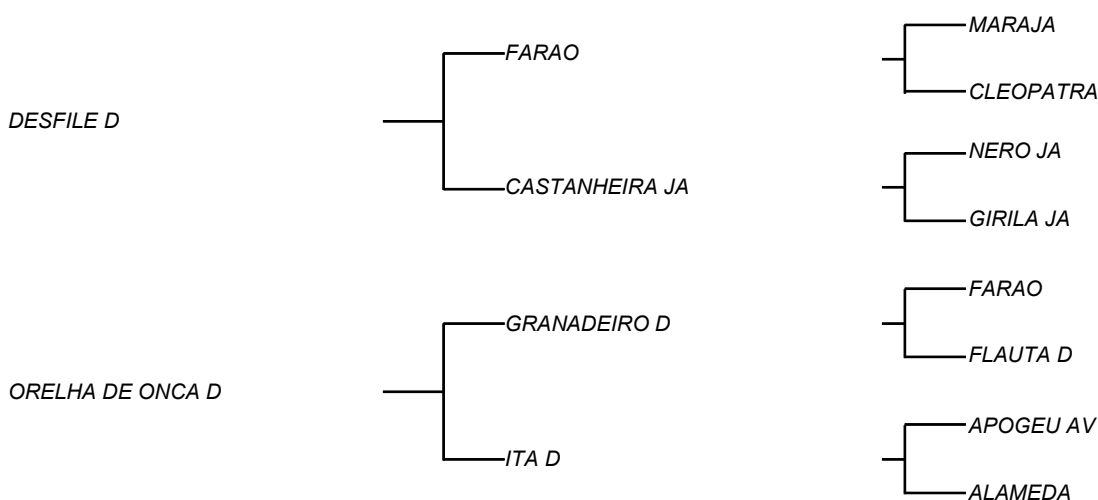 MARAJA
FARAO
CLEOPATRA
DESFILE D
NERO JA
CASTANHEIRA JA
GIRILA JA
FARAO
GRANADEIRO D
FLAUTA D
ORELHA DE ONCA D
APOGEU AV
ITA D
ALAMEDA